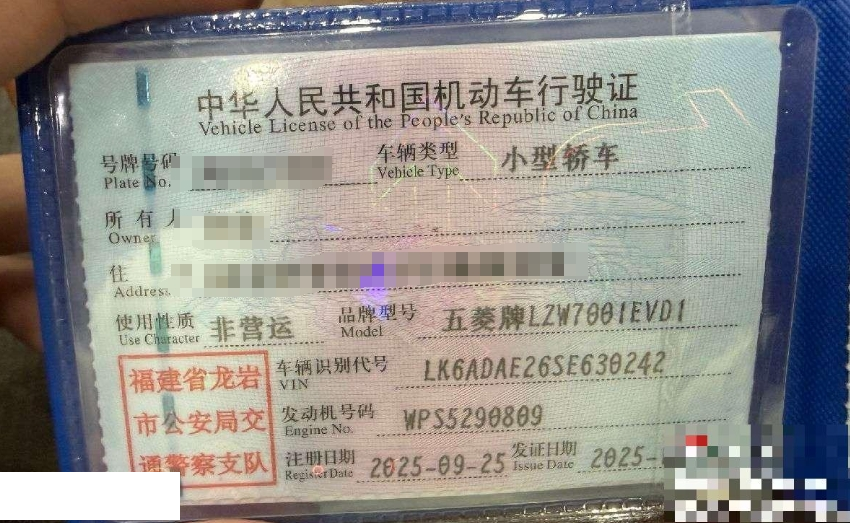 中华人民共和国机动车行驶证
Vehicle License of the People's Republic of China
号牌号码 车辆类型 小型轿车
Plate No. Vehicle Type
所有人
Owner
住
Address
使用性质 非营运 品牌型号 五菱牌LZW7001EVD1
Use Character Model
福建省龙岩
市公安局交
通警察支队
车辆识别代号 LK6ADAE26SE630242
VIN
发动机号码 WPS5290809
Engine No.
注册日期 2025-09-25 发证日期 2025-
Register Date Issue Date